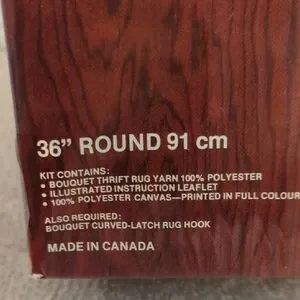 36” ROUND 91 cm
KIT CONTAINS:
• BOUQUET THRIFT RUG YARN 100% POLYESTER
• ILLUSTRATED INSTRUCTION LEAFLET
• 100% POLYESTER CANVAS—PRINTED IN FULL COLOUR
ALSO REQUIRED:
BOUQUET CURVED-LATCH RUG HOOK
MADE IN CANADA